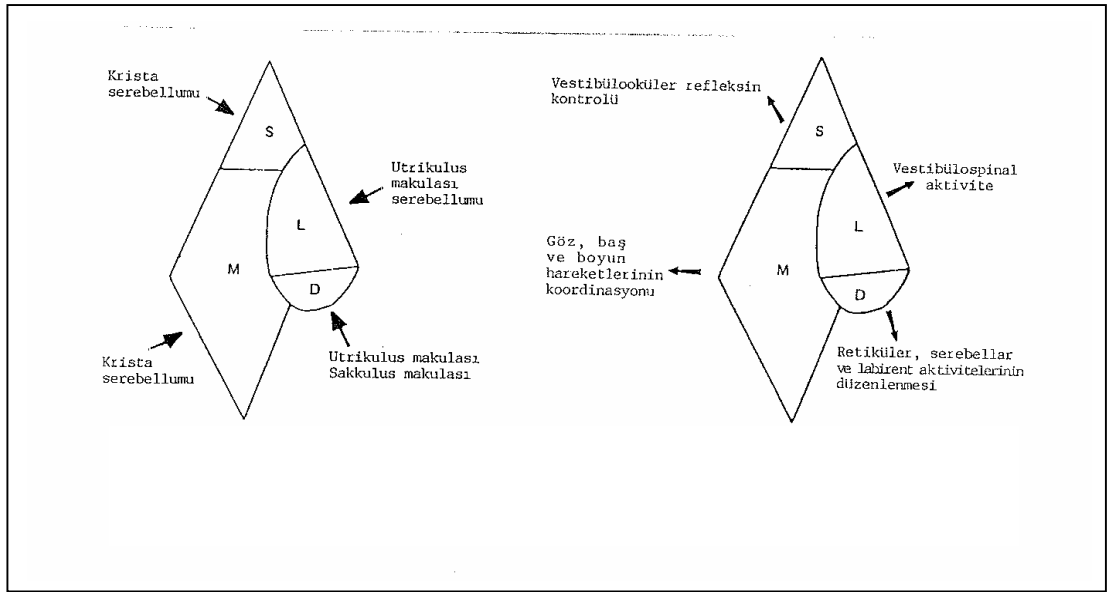 Krista
serebellumu
S
Utrikulus
makulası
serebellumu
L
M
D
Krista
serebellumu
Utrikulus makulası
Sakkulus makulası
Vestibülooküler refleksin
kontrolü
S
Vestibülospinal
aktivite
L
Göz, baş
ve boyun
hareketlerinin
koordinasyonu
M
D
Retiküler, serebellar
ve labirent aktivitelerinin
düzenlenmesi